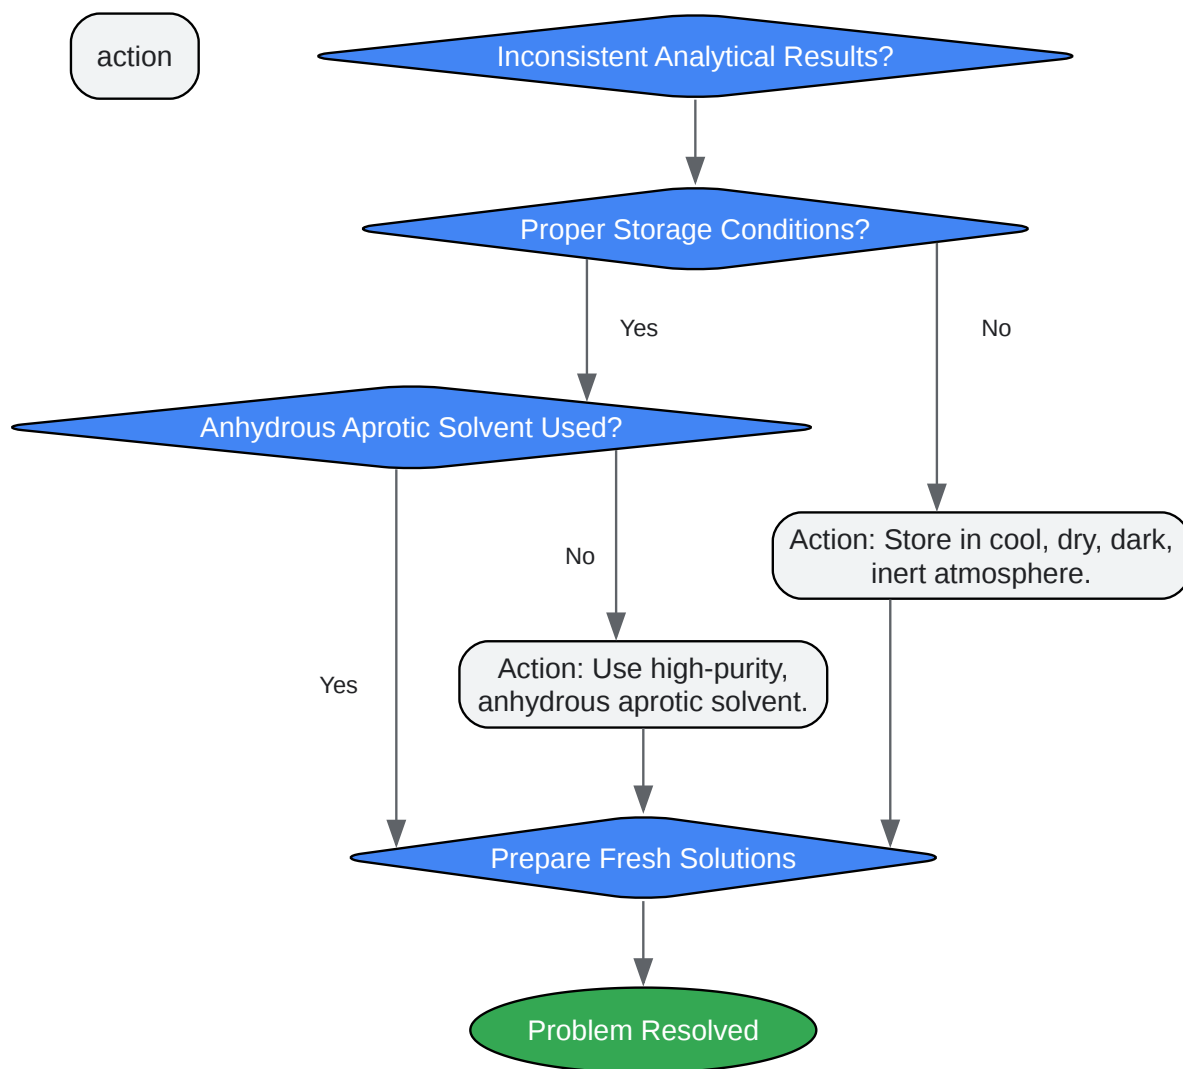 action
Inconsistent Analytical Results?
Proper Storage Conditions?
Yes
No
Anhydrous Aprotic Solvent Used?
Action: Store in cool, dry, dark,
inert atmosphere.
No
Action: Use high-purity,
anhydrous aprotic solvent.
Yes
Prepare Fresh Solutions
Problem Resolved